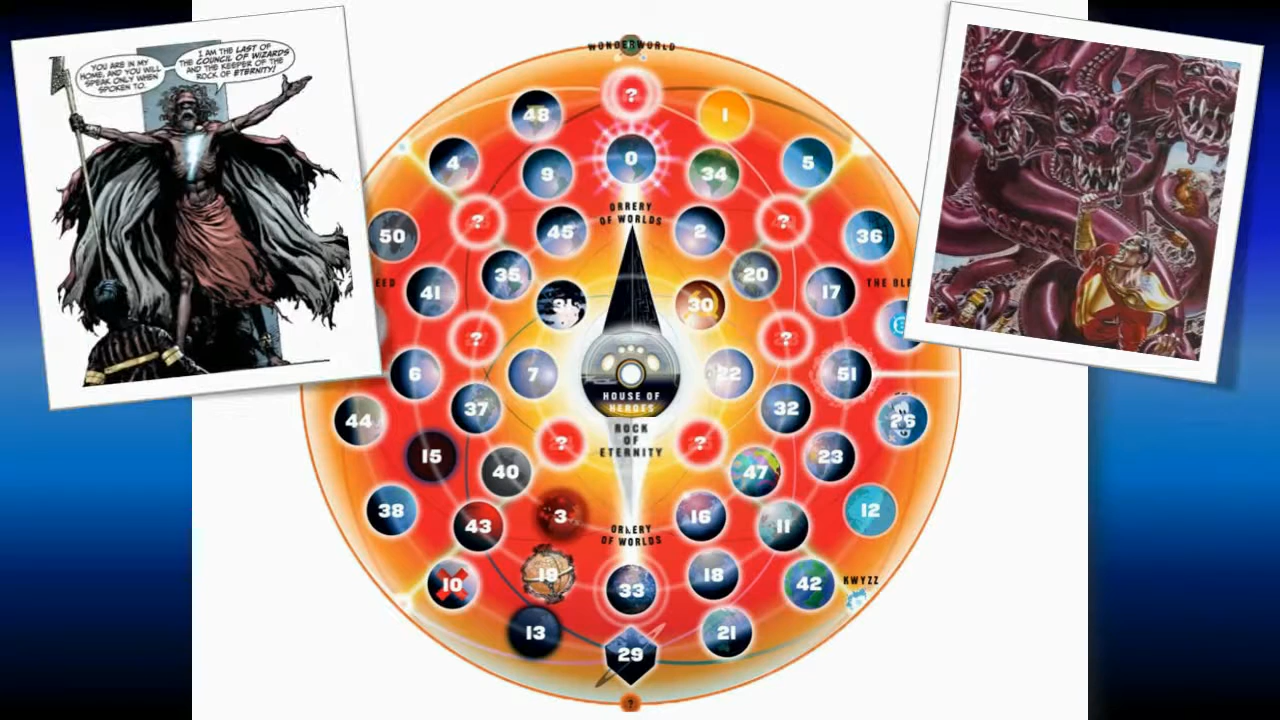 YOU ARE IN MY
HOME, AND YOU WILL
SPEAK ONLY WHEN
SPOKEN TO.
I AM THE LAST OF
THE COUNCIL OF WIZARDS
AND THE KEEPER OF THE
ROCK OF ETERNITY!
WONDERWORLD
?
48
1
4
9
0
34
5
?
ORRERY
OF WORLDS
?
50
45
2
36
35
20
EED
41
31
30
17
THE BLE
?
?
6
7
22
51
HOUSE OF
HEROES
44
37
32
26
ROCK
OF
ETERNITY
?
?
15
23
40
47
38
43
3
16
11
12
ORRERY
OF WORLDS
10
19
33
18
42
KWYZZ
13
21
29
?